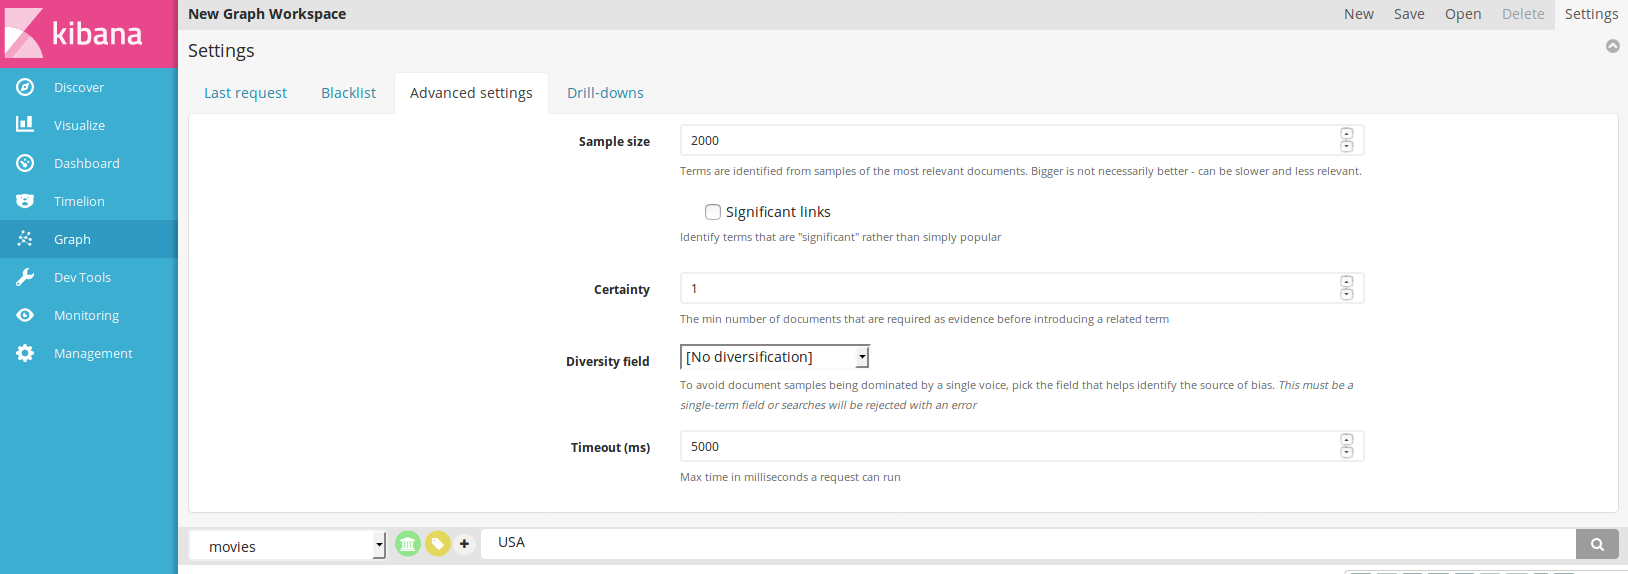 kibana
New Graph Workspace
New Save Open Delete Settings
Settings
Discover
Visualize
Dashboard
Timelion
Graph
Dev Tools
Monitoring
Management
Last request Blacklist Advanced settings Drill-downs
Sample size 2000
Terms are identified from samples of the most relevant documents. Bigger is not necessarily better - can be slower and less relevant.
Significant links
Identify terms that are "significant" rather than simply popular
Certainty 1
The min number of documents that are required as evidence before introducing a related term
Diversity field [No diversification]
To avoid document samples being dominated by a single voice, pick the field that helps identify the source of bias. This must be a
single-term field or searches will be rejected with an error
Timeout (ms) 5000
Max time in milliseconds a request can run
movies USA